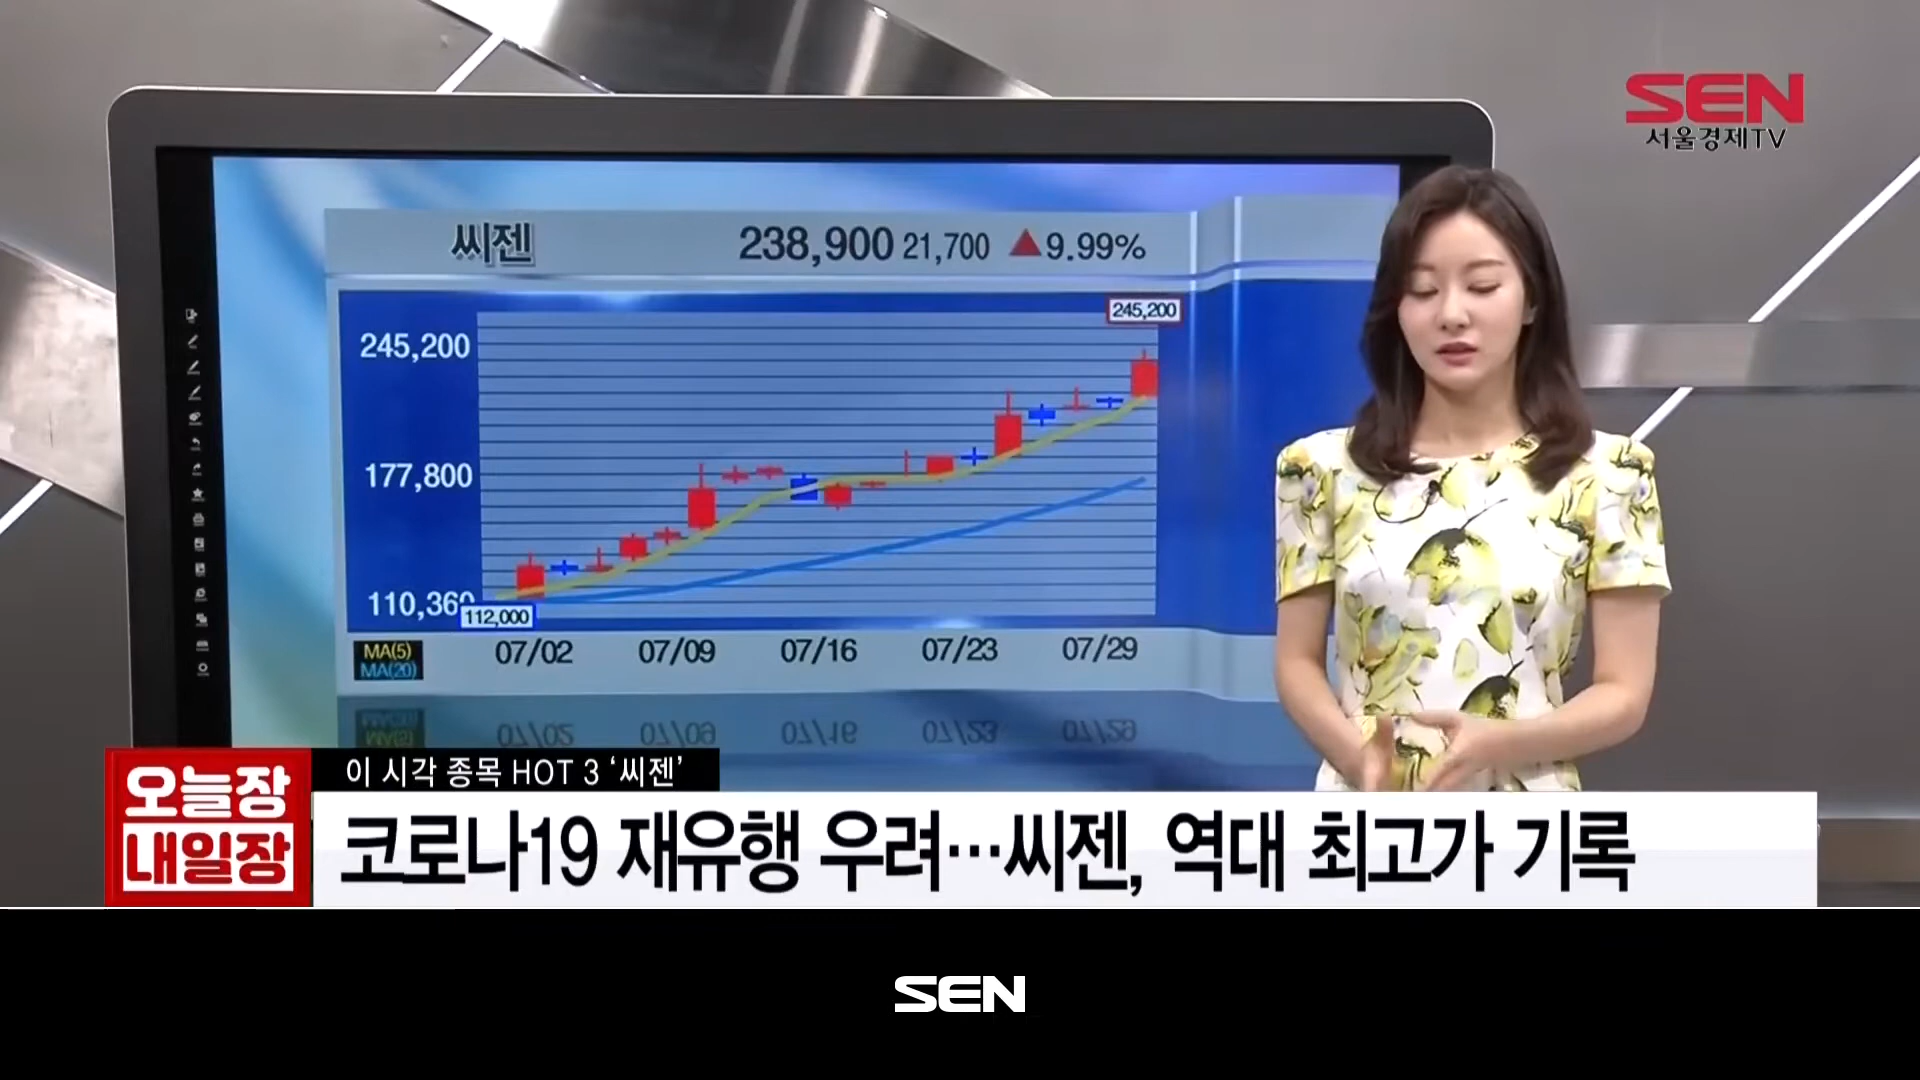 SEN
서울경제TV
씨젠 238,900 21,700 ▲9.99%
245,200
245,200
177,800
110,360
112,000
MA(5)
MA(20)
07/02 07/09 07/16 07/23 07/29
오늘장
내일장
이 시각 종목 HOT 3 ‘씨젠’
코로나19 재유행 우려…씨젠, 역대 최고가 기록
SEN